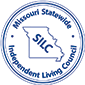 Missouri Statewide
SILC
Independent Living Council